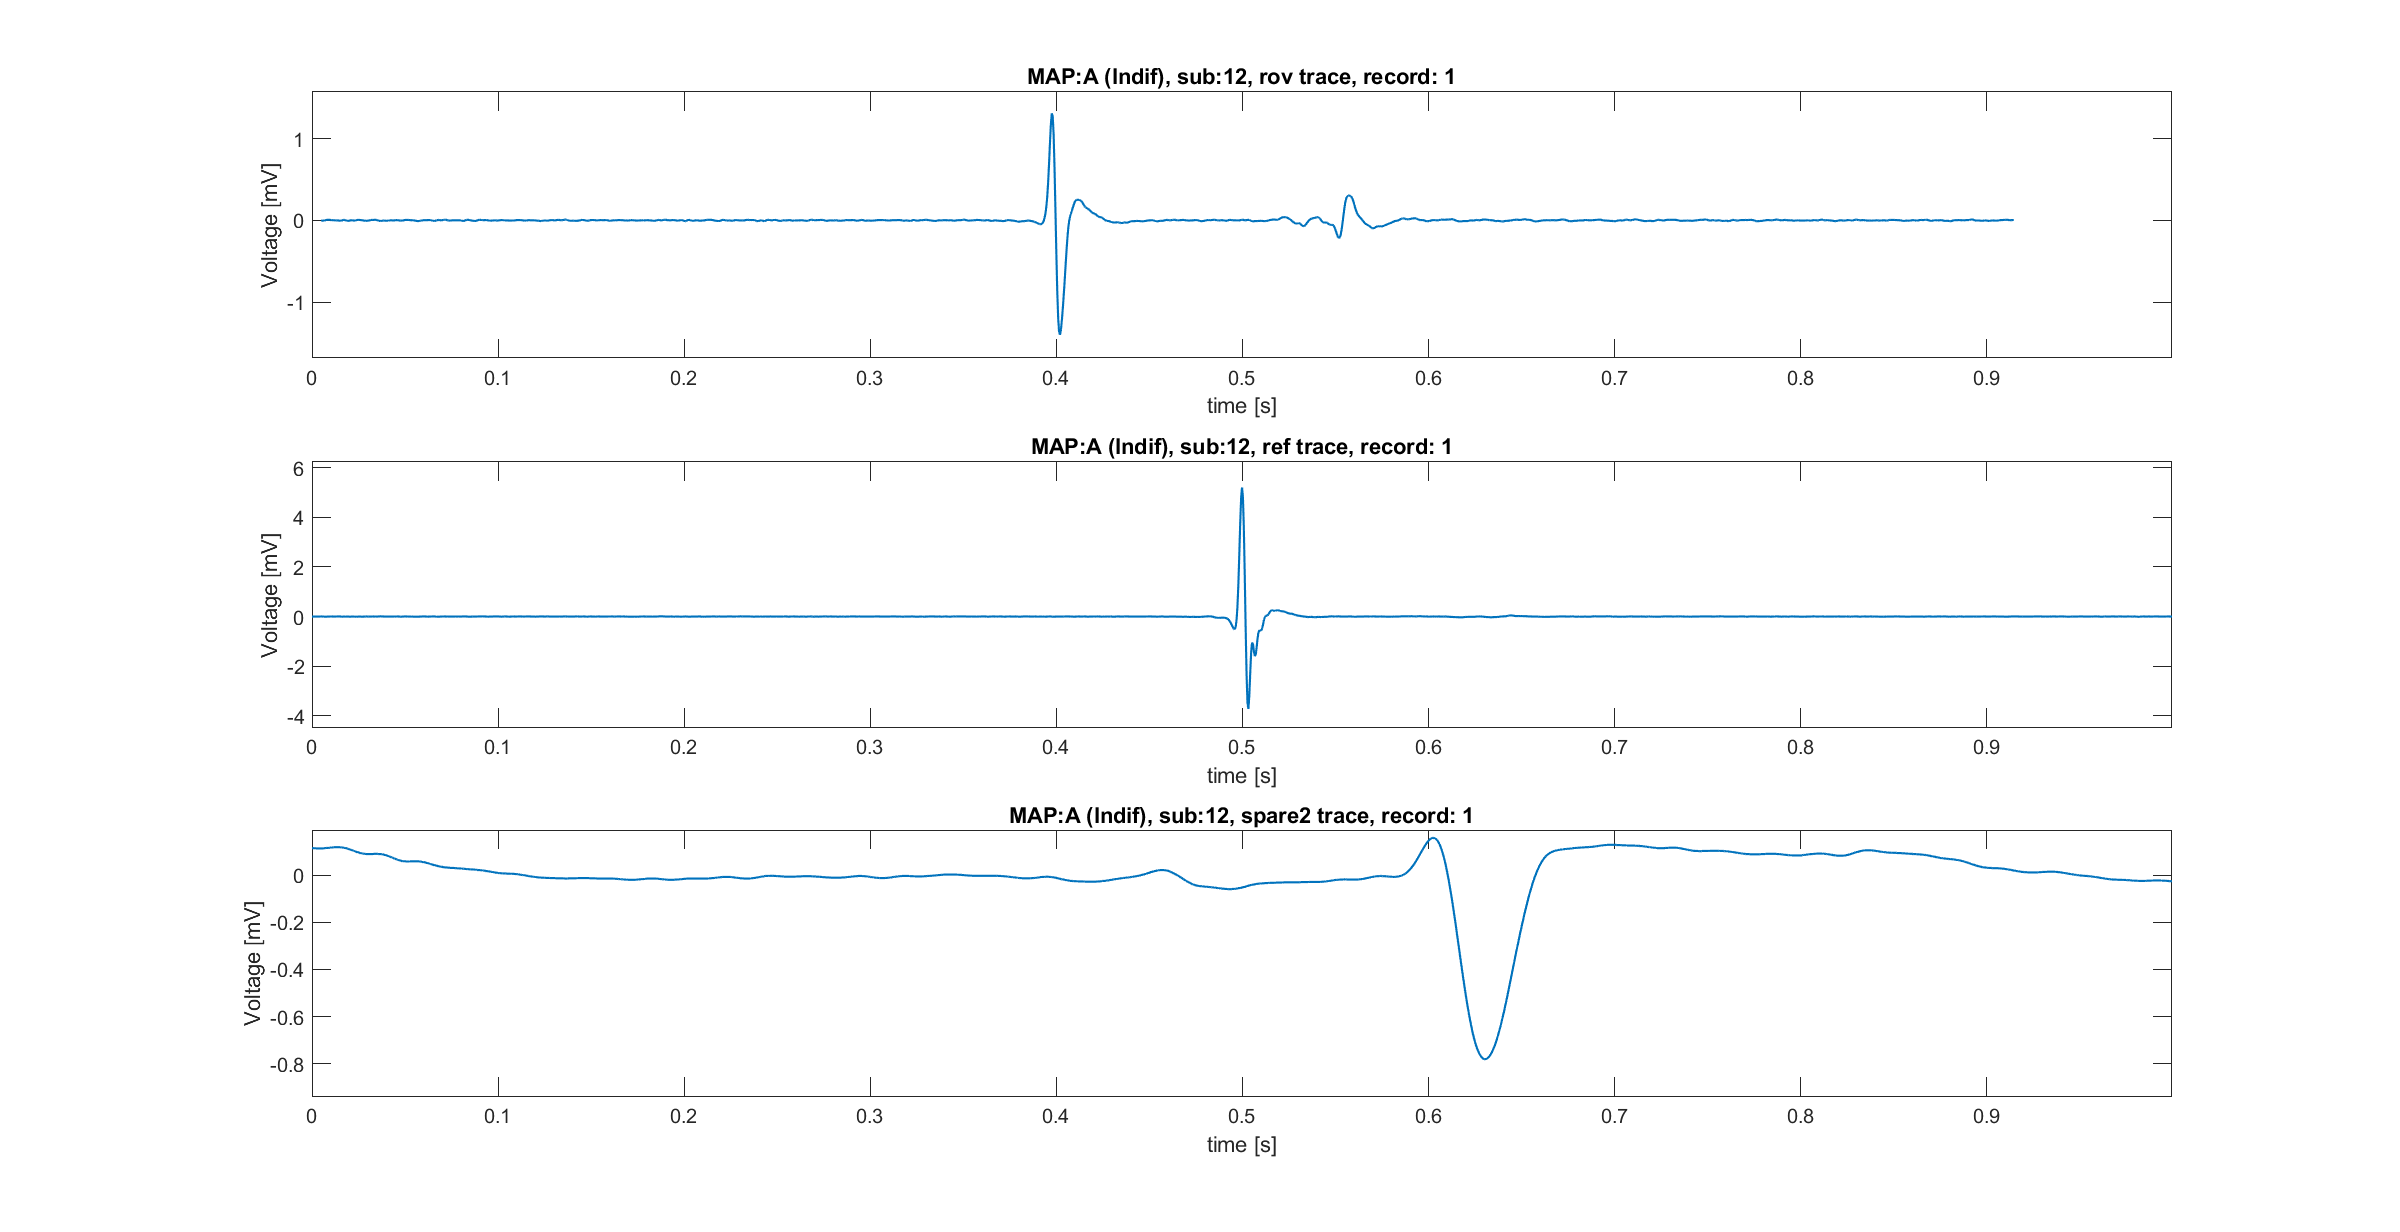 MAP:A (Indif), sub:12, rov trace, record: 1
Voltage [mV]
1
0
-1
0 0.1 0.2 0.3 0.4 0.5 0.6 0.7 0.8 0.9
time [s]
MAP:A (Indif), sub:12, ref trace, record: 1
Voltage [mV]
6
4
2
0
-2
-4
0 0.1 0.2 0.3 0.4 0.5 0.6 0.7 0.8 0.9
time [s]
MAP:A (Indif), sub:12, spare2 trace, record: 1
Voltage [mV]
0
-0.2
-0.4
-0.6
-0.8
0 0.1 0.2 0.3 0.4 0.5 0.6 0.7 0.8 0.9
time [s]